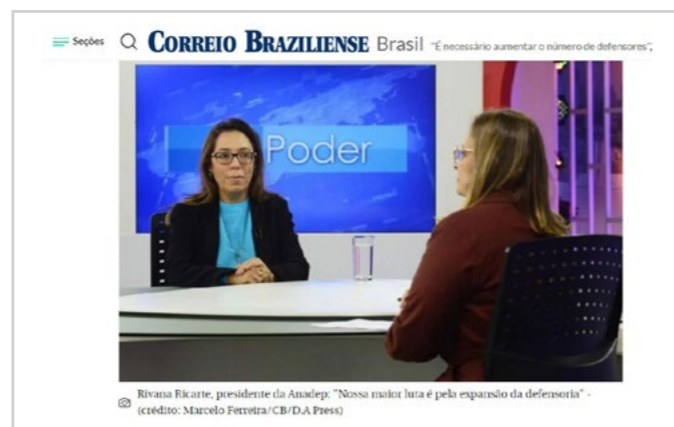 Seções CORREIO BRAZILIENSE Brasil "É necessário aumentar o número de defensores",
Poder
Rivana Ricarte, presidente da Anadep: "Nossa maior luta é pela expansão da defensoria" -
(crédito: Marcelo Ferreira/CB/D.A Press)